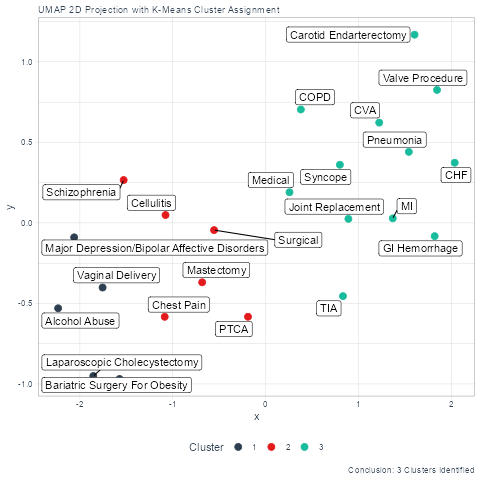 UMAP 2D Projection with K-Means Cluster Assignment
Carotid Endarterectomy
1.0
Valve Procedure
COPD
CVA
Pneumonia
0.5
CHF
Syncope
Medical
Schizophrenia
Cellulitis
Joint Replacement
MI
y
0.0
Surgical
Major Depression/Bipolar Affective Disorders
GI Hemorrhage
Vaginal Delivery
Mastectomy
Chest Pain
TIA
-0.5
Alcohol Abuse
PTCA
Laparoscopic Cholecystectomy
Bariatric Surgery For Obesity
-1.0
-2 -1 0 1 2
x
Cluster 1 2 3
Conclusion: 3 Clusters Identified